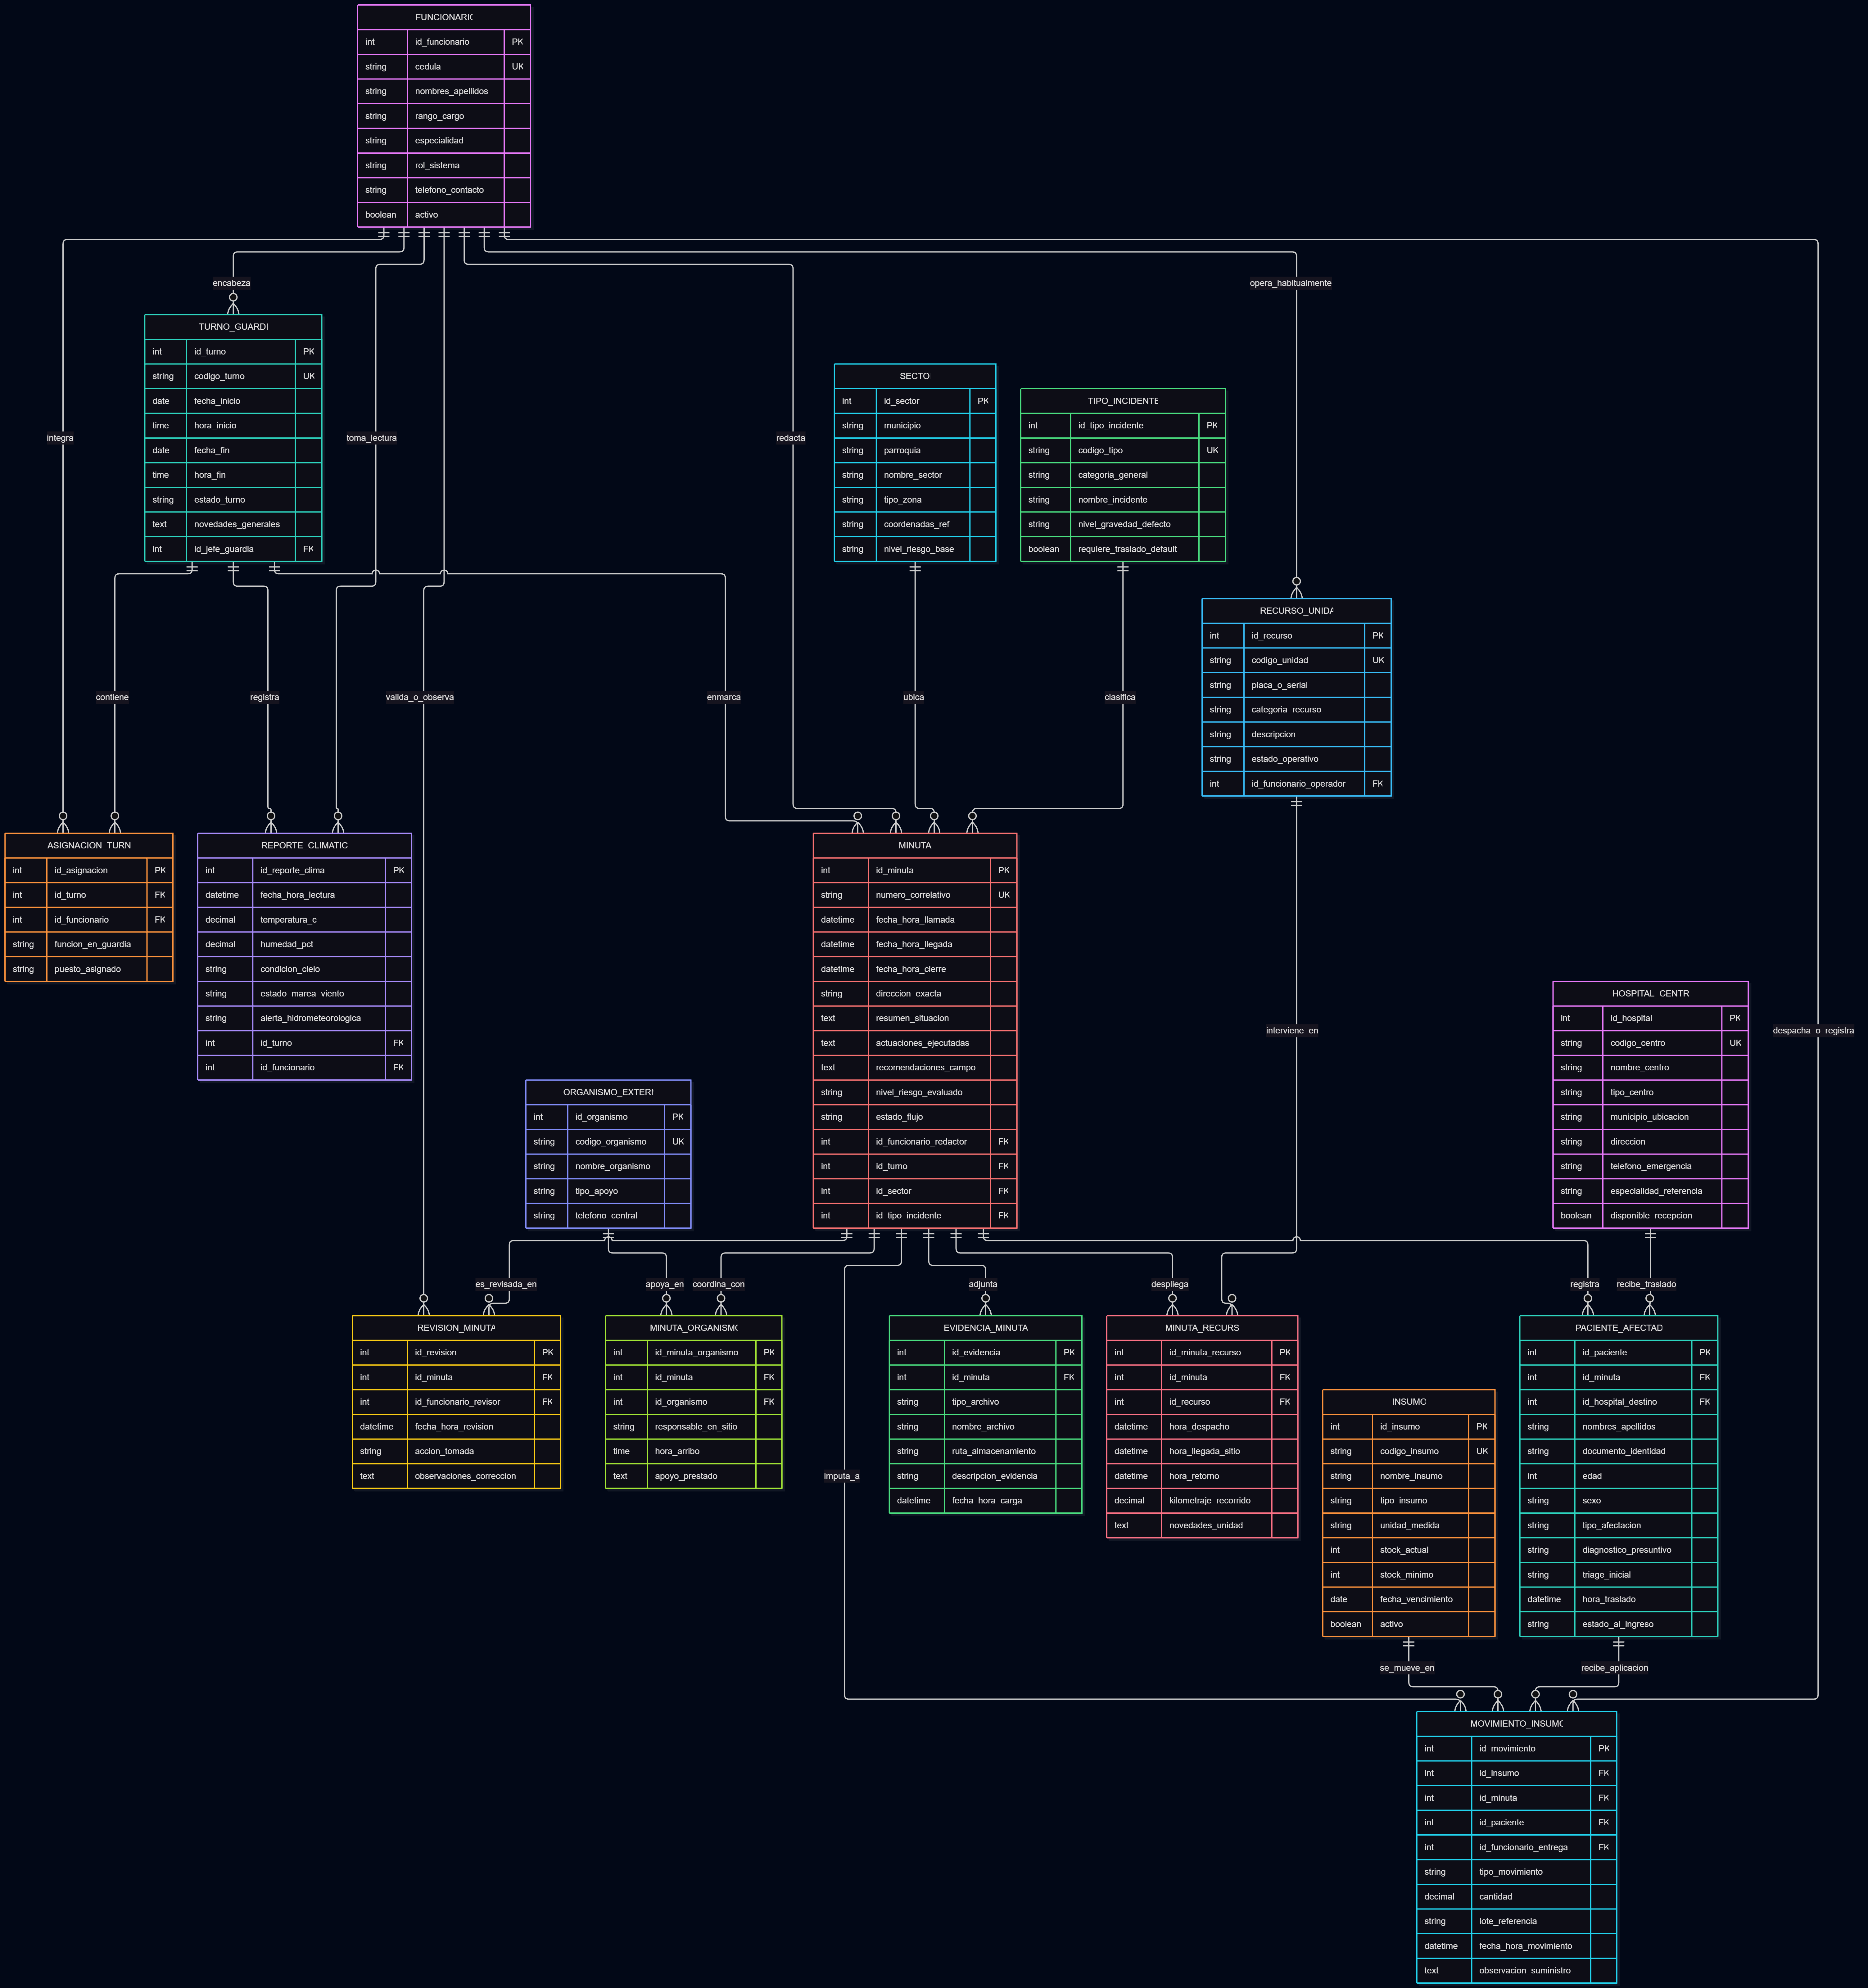 FUNCIONARIO
int id_funcionario PK
string cedula UK
string nombres_apellidos
string rango_cargo
string especialidad
string rol_sistema
string telefono_contacto
boolean activo
encabeza
opera_habitualmente
TURNO_GUARDI
int id_turno PK
string codigo_turno UK
date fecha_inicio
time hora_inicio
date fecha_fin
time hora_fin
string estado_turno
text novedades_generales
int id_jefe_guardia FK
integra
toma_lectura
redacta
SECTO
int id_sector PK
string municipio
string parroquia
string nombre_sector
string tipo_zona
string coordenadas_ref
string nivel_riesgo_base
TIPO_INCIDENTE
int id_tipo_incidente PK
string codigo_tipo UK
string categoria_general
string nombre_incidente
string nivel_gravedad_defecto
boolean requiere_traslado_default
RECURSO_UNIDA
int id_recurso PK
string codigo_unidad UK
string placa_o_serial
string categoria_recurso
string descripcion
string estado_operativo
int id_funcionario_operador FK
contiene
registra
valida_o_observa
enmarca
ubica
clasifica
ASIGNACION_TURN
int id_asignacion PK
int id_turno FK
int id_funcionario FK
string funcion_en_guardia
string puesto_asignado
REPORTE_CLIMATIC
int id_reporte_clima PK
datetime fecha_hora_lectura
decimal temperatura_c
decimal humedad_pct
string condicion_cielo
string estado_marea_viento
string alerta_hidrometeorologica
int id_turno FK
int id_funcionario FK
MINUTA
int id_minuta PK
string numero_correlativo UK
datetime fecha_hora_llamada
datetime fecha_hora_llegada
datetime fecha_hora_cierre
string direccion_exacta
text resumen_situacion
text actuaciones_ejecutadas
text recomendaciones_campo
string nivel_riesgo_evaluado
string estado_flujo
int id_funcionario_redactor FK
int id_turno FK
int id_sector FK
int id_tipo_incidente FK
interviene_en
HOSPITAL_CENTR
int id_hospital PK
string codigo_centro UK
string nombre_centro
string tipo_centro
string municipio_ubicacion
string direccion
string telefono_emergencia
string especialidad_referencia
boolean disponible_recepcion
despacha_o_registra
ORGANISMO_EXTERN
int id_organismo PK
string codigo_organismo UK
string nombre_organismo
string tipo_apoyo
string telefono_central
es_revisada_en
apoya_en
coordina_con
adjunta
despliega
registra
recibe_traslado
REVISION_MINUTA
int id_revision PK
int id_minuta FK
int id_funcionario_revisor FK
datetime fecha_hora_revision
string accion_tomada
text observaciones_correccion
MINUTA_ORGANISMO
int id_minuta_organismo PK
int id_minuta FK
int id_organismo FK
string responsable_en_sitio
time hora_arribo
text apoyo_prestado
EVIDENCIA_MINUTA
int id_evidencia PK
int id_minuta FK
string tipo_archivo
string nombre_archivo
string ruta_almacenamiento
string descripcion_evidencia
datetime fecha_hora_carga
MINUTA_RECURS
int id_minuta_recurso PK
int id_minuta FK
int id_recurso FK
datetime hora_despacho
datetime hora_llegada_sitio
datetime hora_retorno
decimal kilometraje_recorrido
text novedades_unidad
INSUMO
int id_insumo PK
string codigo_insumo UK
string nombre_insumo
string tipo_insumo
string unidad_medida
int stock_actual
int stock_minimo
date fecha_vencimiento
boolean activo
PACIENTE_AFECTAD
int id_paciente PK
int id_minuta FK
int id_hospital_destino FK
string nombres_apellidos
string documento_identidad
int edad
string sexo
string tipo_afectacion
string diagnostico_presuntivo
string triage_inicial
datetime hora_traslado
string estado_al_ingreso
imputa_a
se_mueve_en
recibe_aplicacion
MOVIMIENTO_INSUMO
int id_movimiento PK
int id_insumo FK
int id_minuta FK
int id_paciente FK
int id_funcionario_entrega FK
string tipo_movimiento
decimal cantidad
string lote_referencia
datetime fecha_hora_movimiento
text observacion_suministro